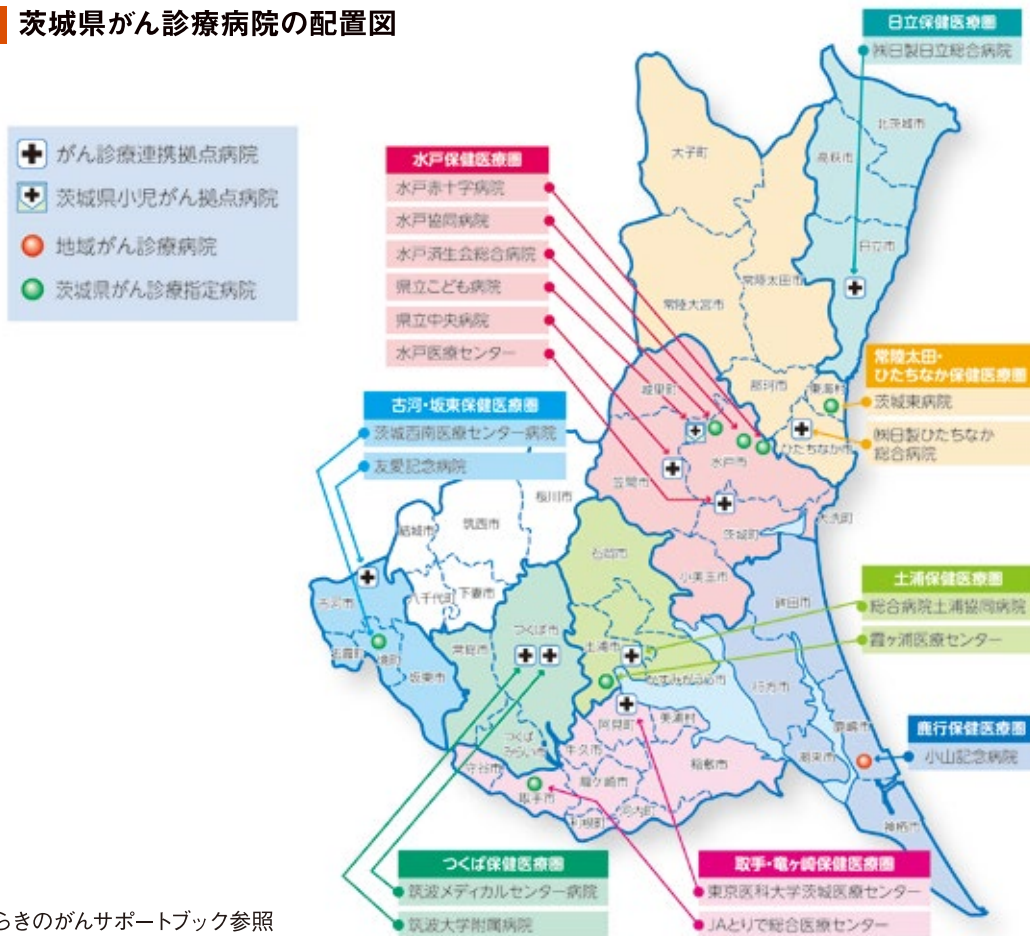 茨城県がん診療病院の配置図
がん診療連携拠点病院
茨城県小児がん拠点病院
地域がん診療病院
茨城県がん診療指定病院
日立保健医療圏
㈱日製日立総合病院
水戸保健医療圏
水戸赤十字病院
水戸協同病院
水戸済生会総合病院
県立こども病院
県立中央病院
水戸医療センター
古河・坂東保健医療圏
茨城西南医療センター病院
友愛記念病院
常陸太田・
ひたちなか保健医療圏
茨城東病院
㈱日製ひたちなか
総合病院
土浦保健医療圏
総合病院土浦協同病院
霞ヶ浦医療センター
鹿行保健医療圏
小山記念病院
つくば保健医療圏
筑波メディカルセンター病院
筑波大学附属病院
取手・竜ヶ崎保健医療圏
東京医科大学茨城医療センター
JAとりで総合医療センター
北茨城市
大子町
高萩市
日立市
常陸太田市
常陸大宮市
那珂市
東海村
城里町
ひたちなか市
水戸市
笠間市
大洗町
茨城町
桜川市
筑西市
結城市
石岡市
小美玉市
八千代町
下妻市
古河市
鉾田市
つくば市
土浦市
常総市
五霞町
境町
坂東市
かすみがうら市
行方市
阿見町
美浦村
鹿嶋市
つくば
みらい市
牛久市
稲敷市
潮来市
守谷市
龍ケ崎市
取手市
河内町
利根町
神栖市
らきのがんサポートブック参照